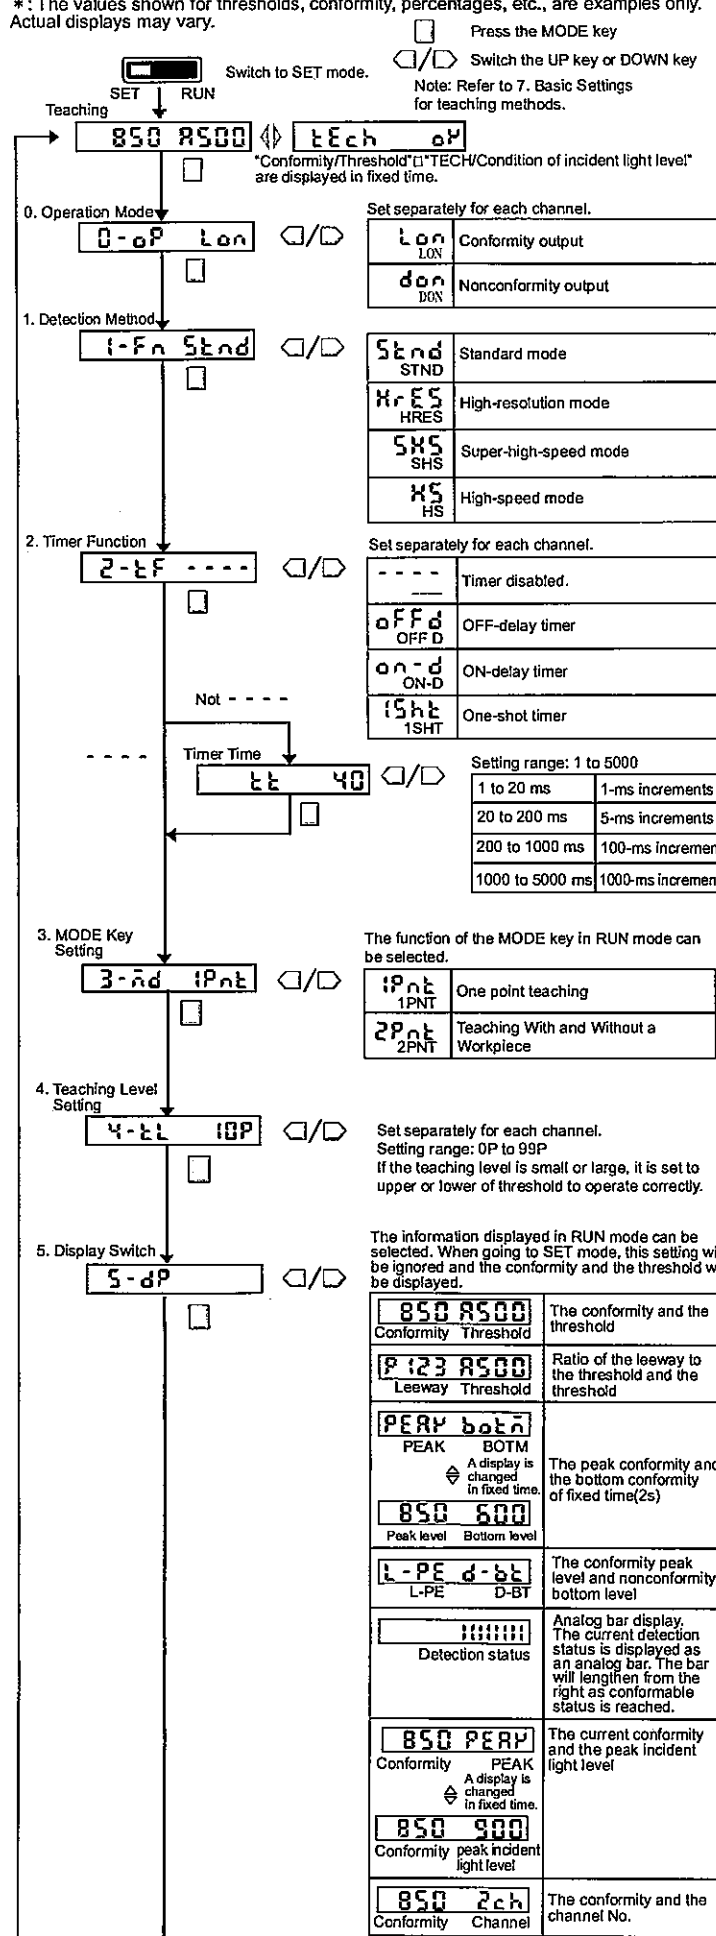 *: The values shown for thresholds, conformity, percentages, etc., are examples only.
Actual displays may vary.
Press the MODE key
Switch the UP key or DOWN key
Note: Refer to 7. Basic Settings
for teaching methods.
Switch to SET mode.
SET RUN
Teaching
850 A500 tEch oK
"Conformity/Threshold"□"TECH/Condition of incident light level"
are displayed in fixed time.
0. Operation Mode
0-oP Lon
Set separately for each channel.
Lon
LON
Conformity output
don
DON
Nonconformity output
1. Detection Method
1-Fn Stnd
Stnd
STND
Standard mode
HrES
HRES
High-resolution mode
SHS
SHS
Super-high-speed mode
HS
HS
High-speed mode
2. Timer Function
2-tF ----
Set separately for each channel.
----
Timer disabled.
oFFd
OFF D
OFF-delay timer
on-d
ON-D
ON-delay timer
1Sht
1SHT
One-shot timer
Not ----
----
Timer Time
tt 40
Setting range: 1 to 5000
1 to 20 ms 1-ms increments
20 to 200 ms 5-ms increments
200 to 1000 ms 100-ms incremen
1000 to 5000 ms 1000-ms incremen
3. MODE Key
Setting
3-md 1Pnt
The function of the MODE key in RUN mode can
be selected.
1Pnt
1PNT
One point teaching
2Pnt
2PNT
Teaching With and Without a
Workpiece
4. Teaching Level
Setting
4-tL 10P
Set separately for each channel.
Setting range: 0P to 99P
If the teaching level is small or large, it is set to
upper or lower of threshold to operate correctly.
5. Display Switch
5-dP
The information displayed in RUN mode can be
selected. When going to SET mode, this setting wi
be ignored and the conformity and the threshold w
be displayed.
850 A500
Conformity Threshold
The conformity and the
threshold
P123 A500
Leeway Threshold
Ratio of the leeway to
the threshold and the
threshold
PEAK botm
PEAK BOTM
A display is
changed
in fixed time.
850 600
Peak level Bottom level
The peak conformity and
the bottom conformity
of fixed time(2s)
L-PE d-bt
L-PE D-BT
The conformity peak
level and nonconformity
bottom level
Detection status
Analog bar display.
The current detection
status is displayed as
an analog bar. The bar
will lengthen from the
right as conformable
status is reached.
850 PEAK
Conformity PEAK
A display is
changed
in fixed time.
850 900
Conformity peak incident
light level
The current conformity
and the peak incident
light level
850 2ch
Conformity Channel
The conformity and the
channel No.